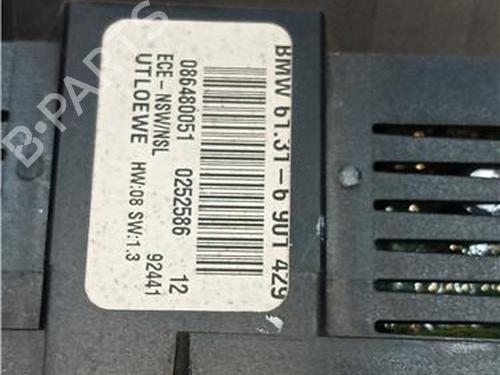 BMW 61.31-6 901 429
086480051 0252586 12
ECE-NSW/NSL 92441
UTLOEWE HW:08 SW:1.3
B-PARTS